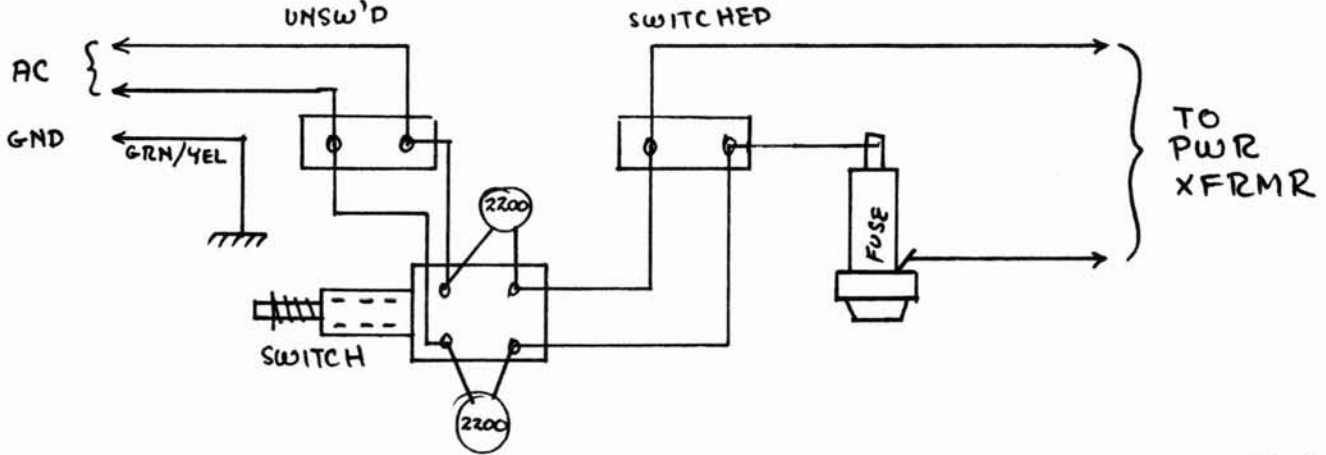 UNSW'D
SWITCHED
AC
GND
GRN/YEL
2200
FUSE
TO
PWR
XFRMR
SWITCH
2200